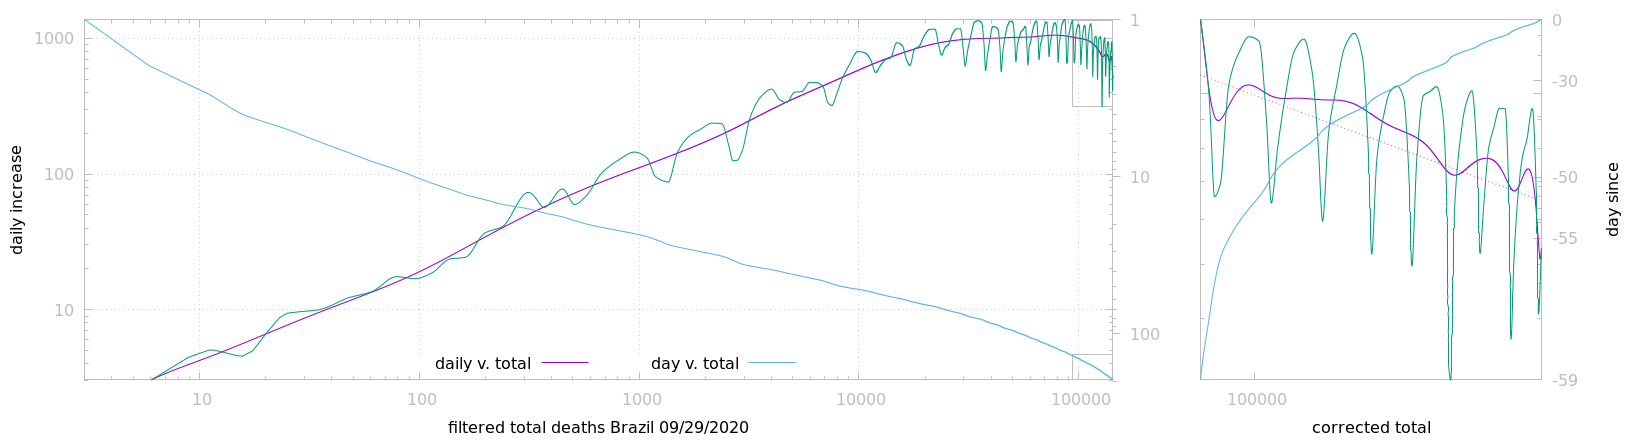 1000
100
10
daily increase
10
100
1000
10000
100000
filtered total deaths Brazil 09/29/2020
daily v. total
day v. total
1
10
100
0
-30
-50
-55
-59
day since
100000
corrected total